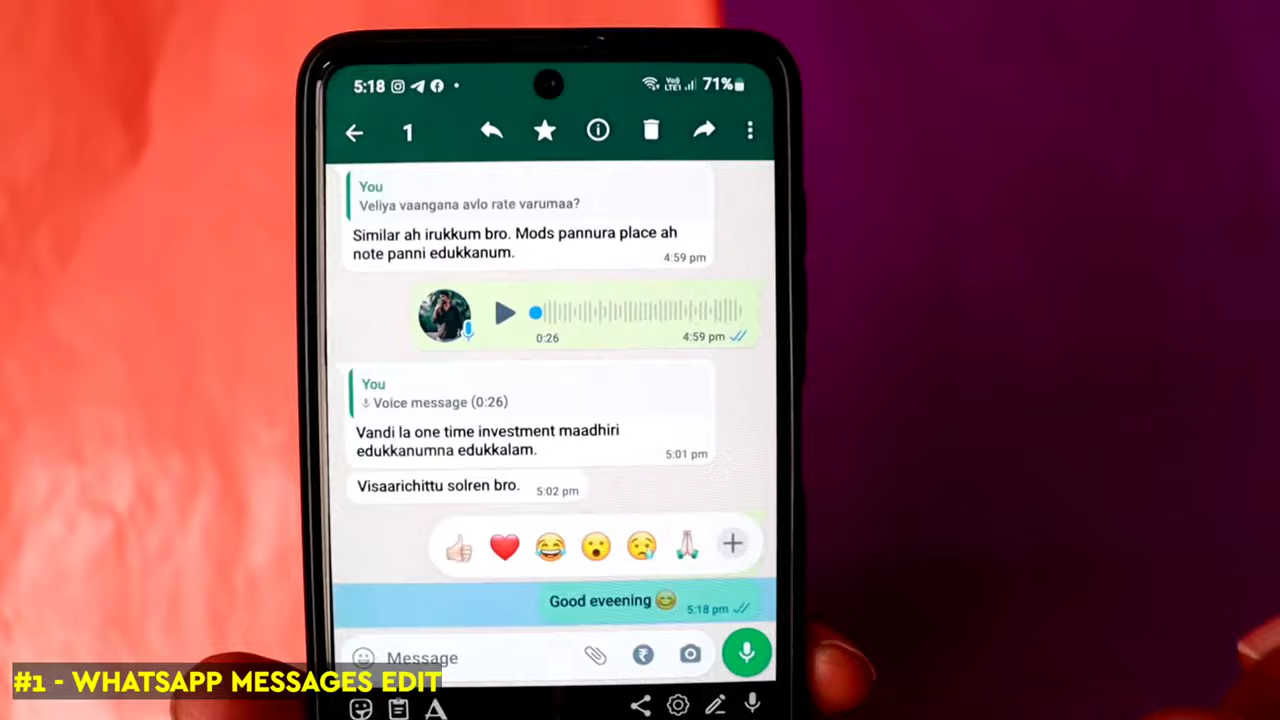 5:18
Vo))
LTE1
71%
1
You
Veliya vaangana avlo rate varumaa?
Similar ah irukkum bro. Mods pannura place ah
note panni edukkanum.
4:59 pm
0:26
4:59 pm
You
Voice message (0:26)
Vandi la one time investment maadhiri
edukkanumna edukkalam.
5:01 pm
Visaarichittu solren bro.
5:02 pm
Good eveening 😊
5:18 pm
Message
#1 - WHATSAPP MESSAGES EDIT